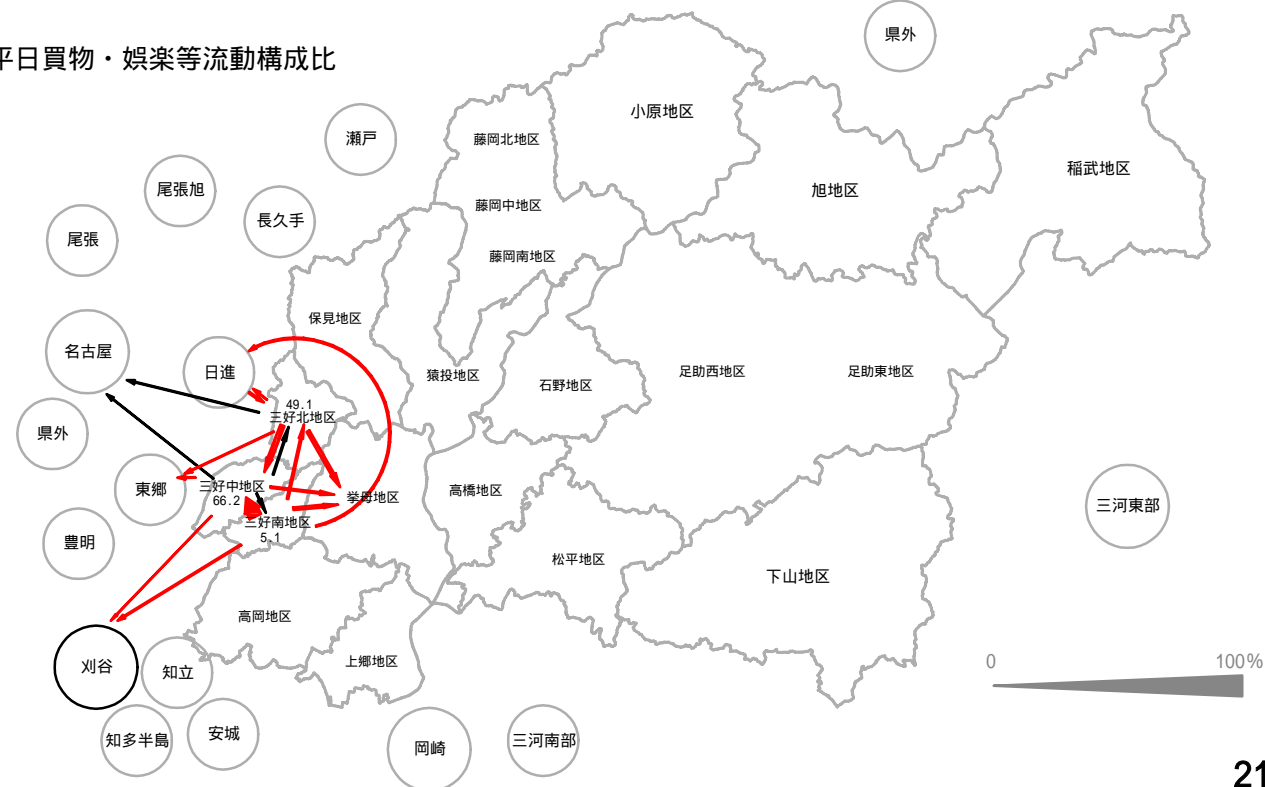 平日買物・娯楽等流動構成比
県外
小原地区
瀬戸
藤岡北地区
稲武地区
尾張旭
旭地区
藤岡中地区
長久手
尾張
藤岡南地区
保見地区
名古屋
日進
猿投地区
石野地区
足助西地区
足助東地区
49.1
三好北地区
県外
東郷
三好中地区
66.2
挙母地区
高橋地区
三河東部
三好南地区
5.1
豊明
松平地区
下山地区
高岡地区
刈谷
知立
上郷地区
0
100%
知多半島
安城
岡崎
三河南部
21